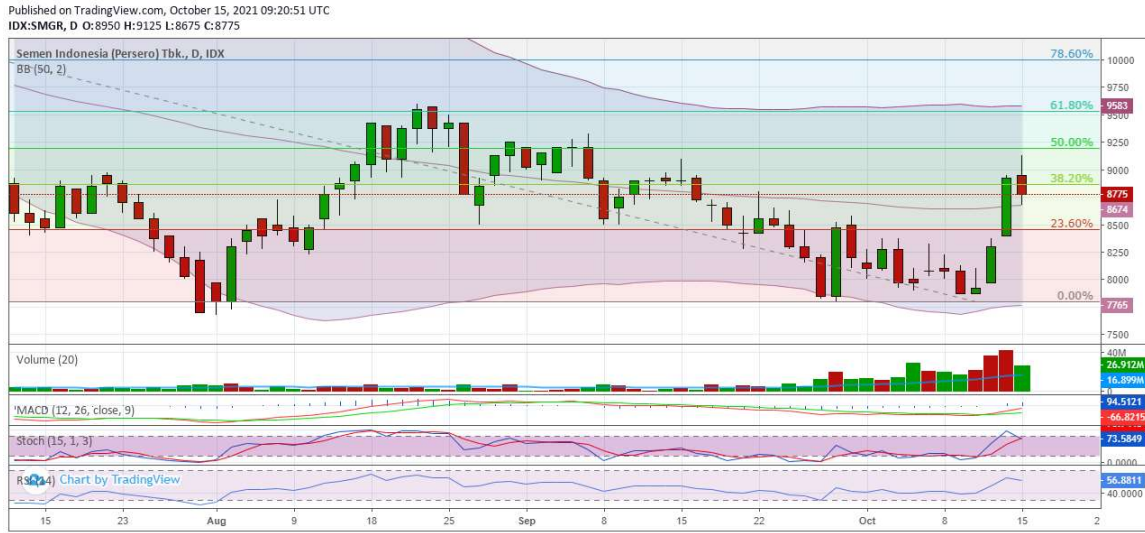 Published on TradingView.com, October 15, 2021 09:20:51 UTC
IDX:SMGR, D O:8950 H:9125 L:8675 C:8775
Semen Indonesia (Persero) Tbk., D, IDX
BB (50, 2)
78.60%
10000
9750
61.80%
9583
9500
50.00%
9250
9000
38.20%
8775
8674
23.60%
8500
8250
8000
0.00%
7765
7500
Volume (20)
40M
26.912M
16.899M
0
MACD (12, 26, close, 9)
94.5121
-66.8215
Stoch (15, 1, 3)
73.5849
0.0000
Chart by TradingView
56.8811
40.0000
15 23 Aug 9 18 25 Sep 8 15 22 Oct 8 15 2